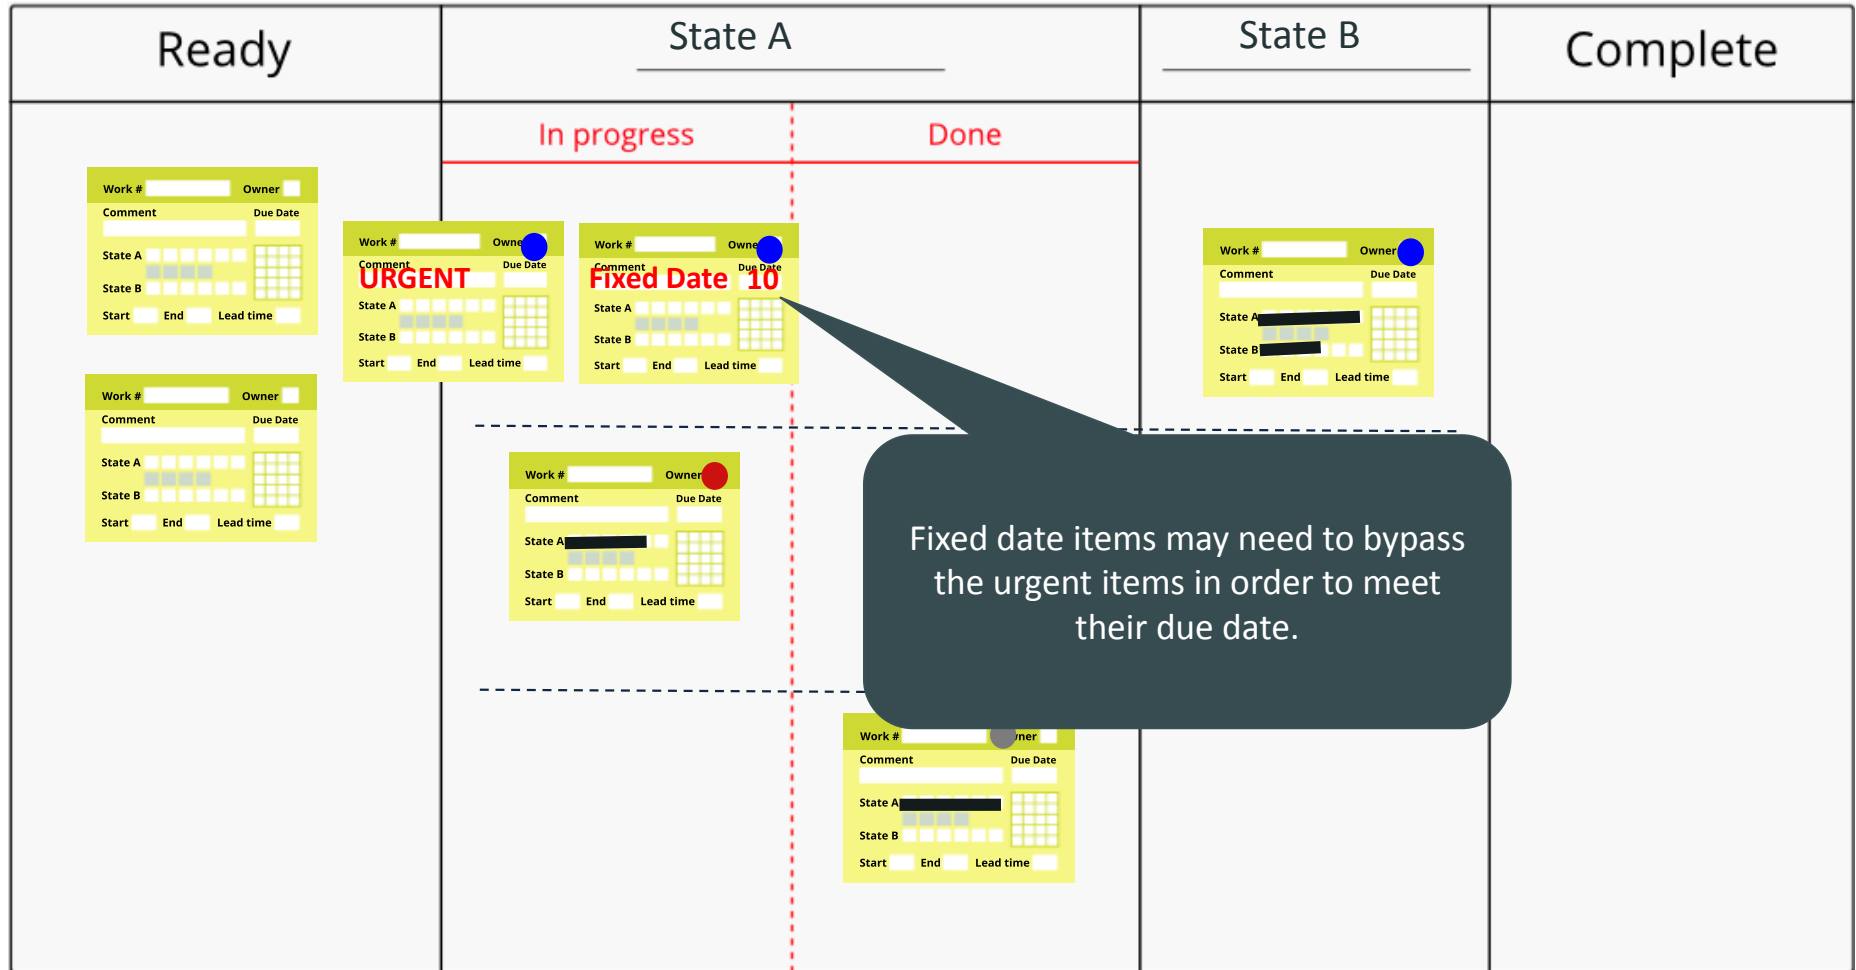 Ready
State A
State B
Complete
In progress
Done
Work #
Owner
Comment
Due Date
State A
State B
Start End Lead time
Work #
Owne
Comment
Due Date
URGENT
State A
State B
Start End Lead time
Work #
Owne
Comment
Due Date
Fixed Date 10
State A
State B
Start End Lead time
Work #
Owner
Comment
Due Date
State A
State B
Start End Lead time
Work #
Owner
Comment
Due Date
State A
State B
Start End Lead time
Work #
Owner
Comment
Due Date
State A
State B
Start End Lead time
Fixed date items may need to bypass
the urgent items in order to meet
their due date.
Work #
wner
Comment
Due Date
State A
State B
Start End Lead time